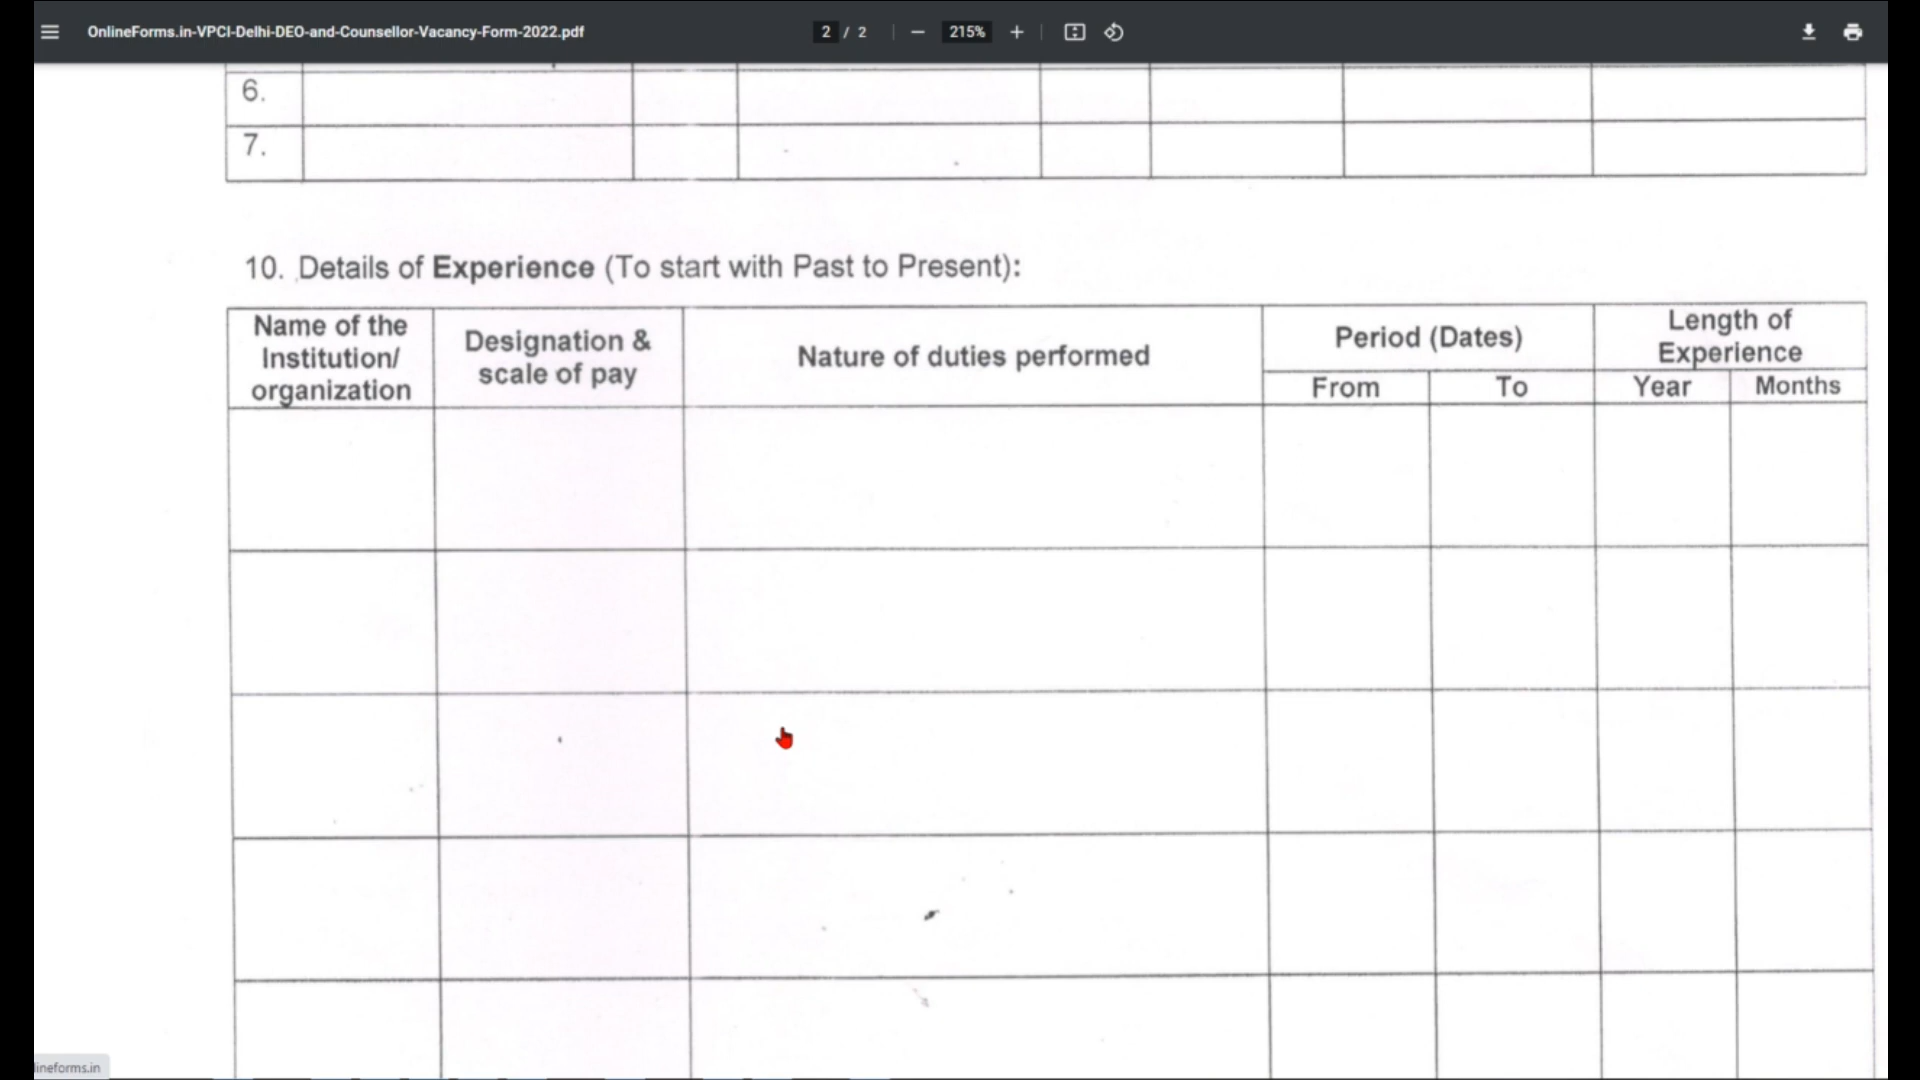 OnlineForms.in-VPCI-Delhi-DEO-and-Counsellor-Vacancy-Form-2022.pdf
2 / 2
215%
6.
7.
10. Details of Experience (To start with Past to Present):
Name of the
Institution/
organization
Designation &
scale of pay
Nature of duties performed
Period (Dates)
From
To
Length of
Experience
Year
Months
lineforms.in